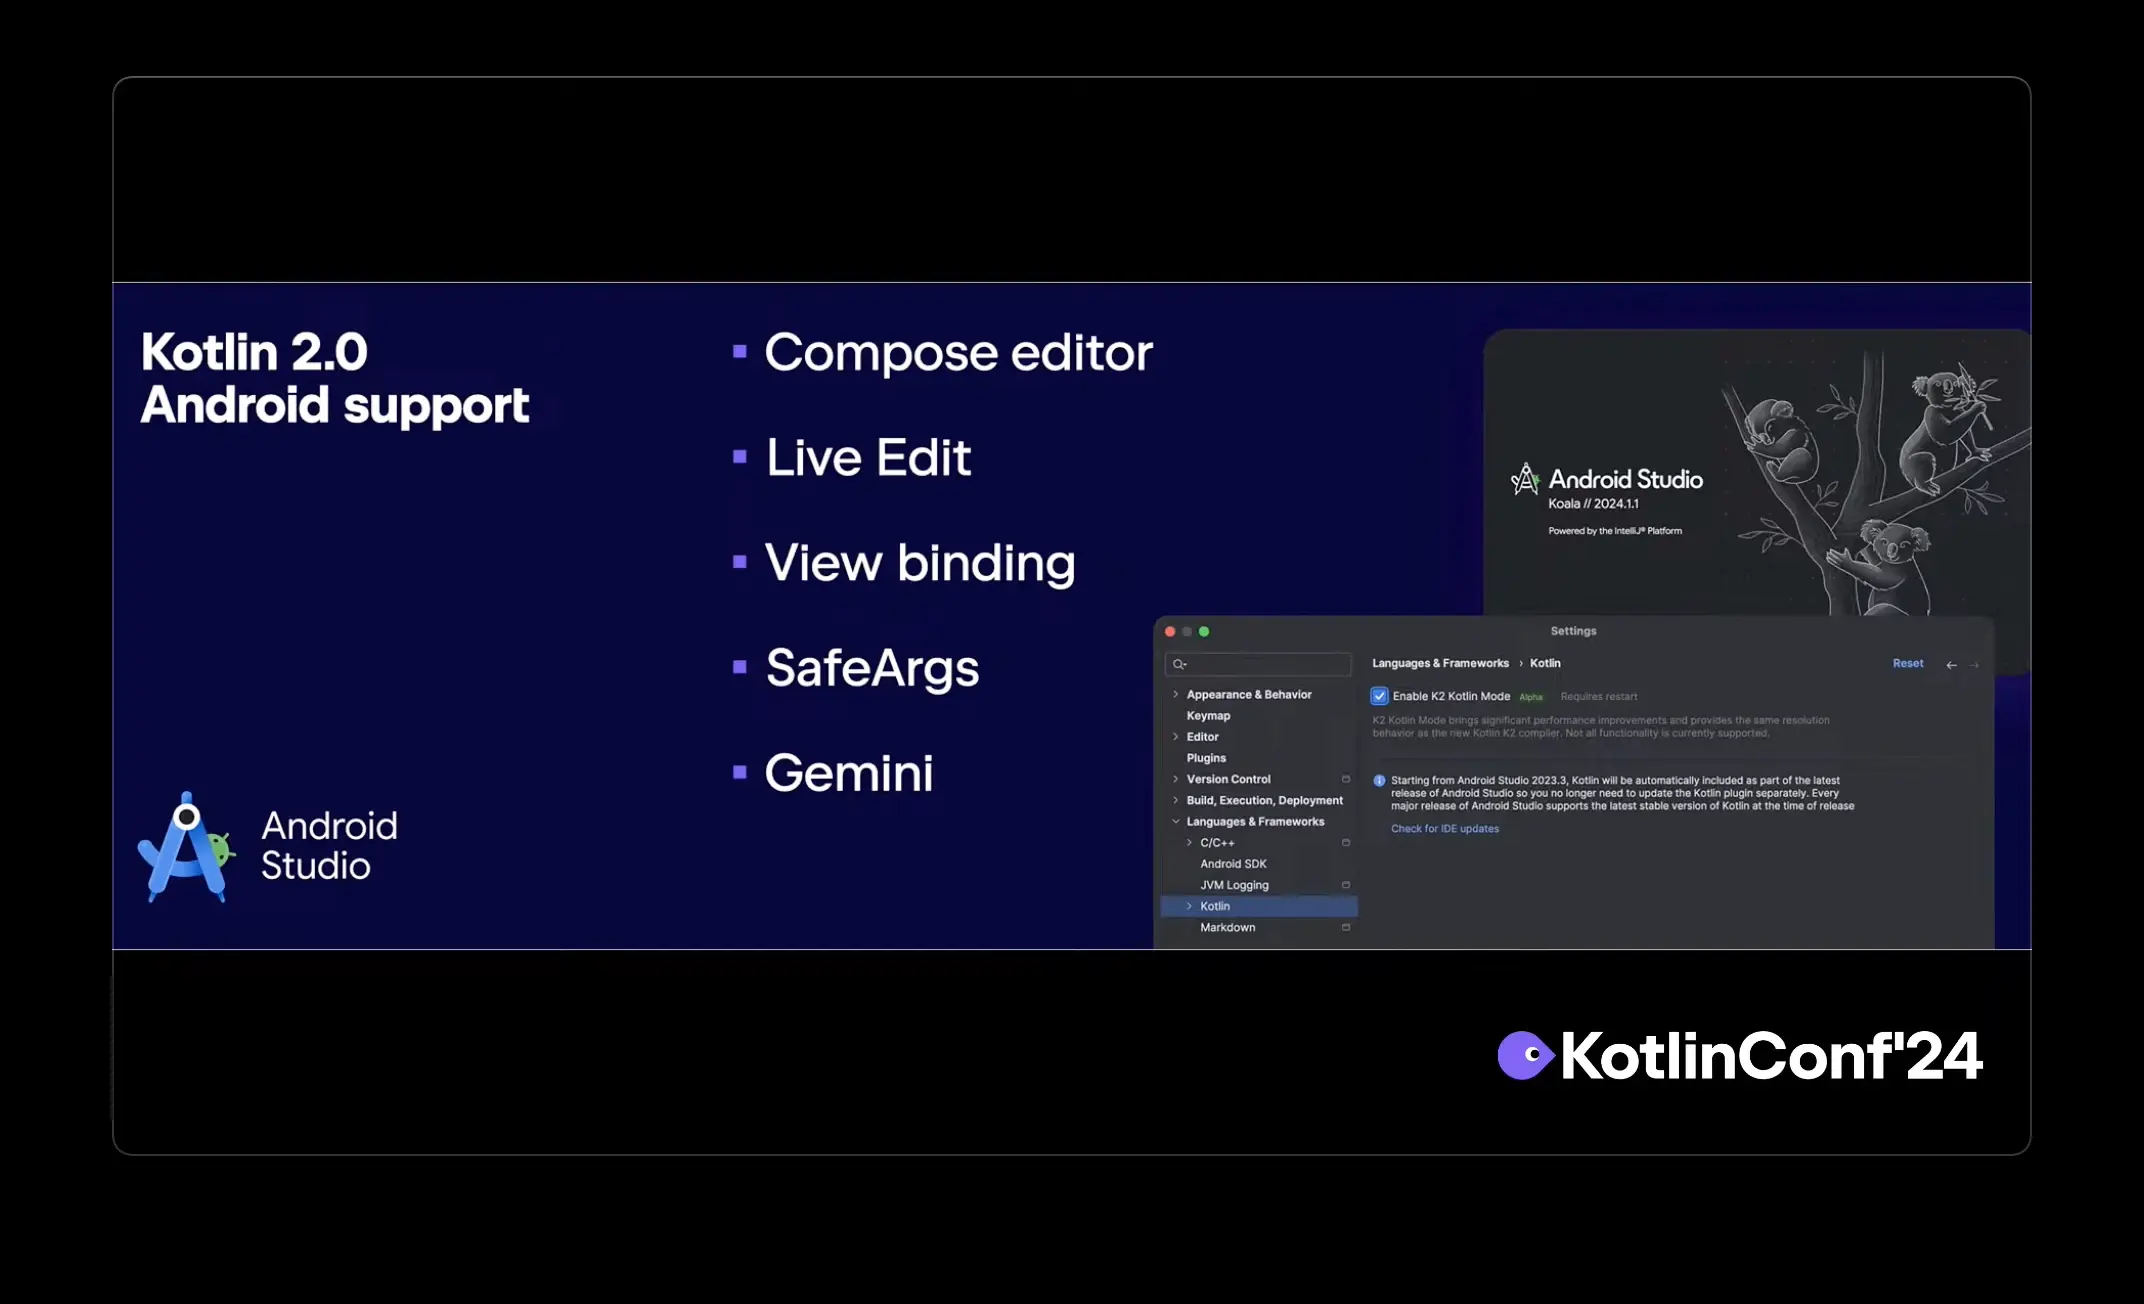 Kotlin 2.0
Android support
Compose editor
Live Edit
View binding
SafeArgs
Gemini
Android
Studio
Android Studio
Koala // 2024.1.1
Powered by the IntelliJ® Platform
Settings
Appearance & Behavior
Keymap
Editor
Plugins
Version Control
Build, Execution, Deployment
Languages & Frameworks
C/C++
Android SDK
JVM Logging
Kotlin
Markdown
Languages & Frameworks › Kotlin
Reset
Enable K2 Kotlin Mode Alpha Requires restart
K2 Kotlin Mode brings significant performance improvements and provides the same resolution
behavior as the new Kotlin K2 compiler. Not all functionality is currently supported.
Starting from Android Studio 2023.3, Kotlin will be automatically included as part of the latest
release of Android Studio so you no longer need to update the Kotlin plugin separately. Every
major release of Android Studio supports the latest stable version of Kotlin at the time of release
Check for IDE updates
KotlinConf'24